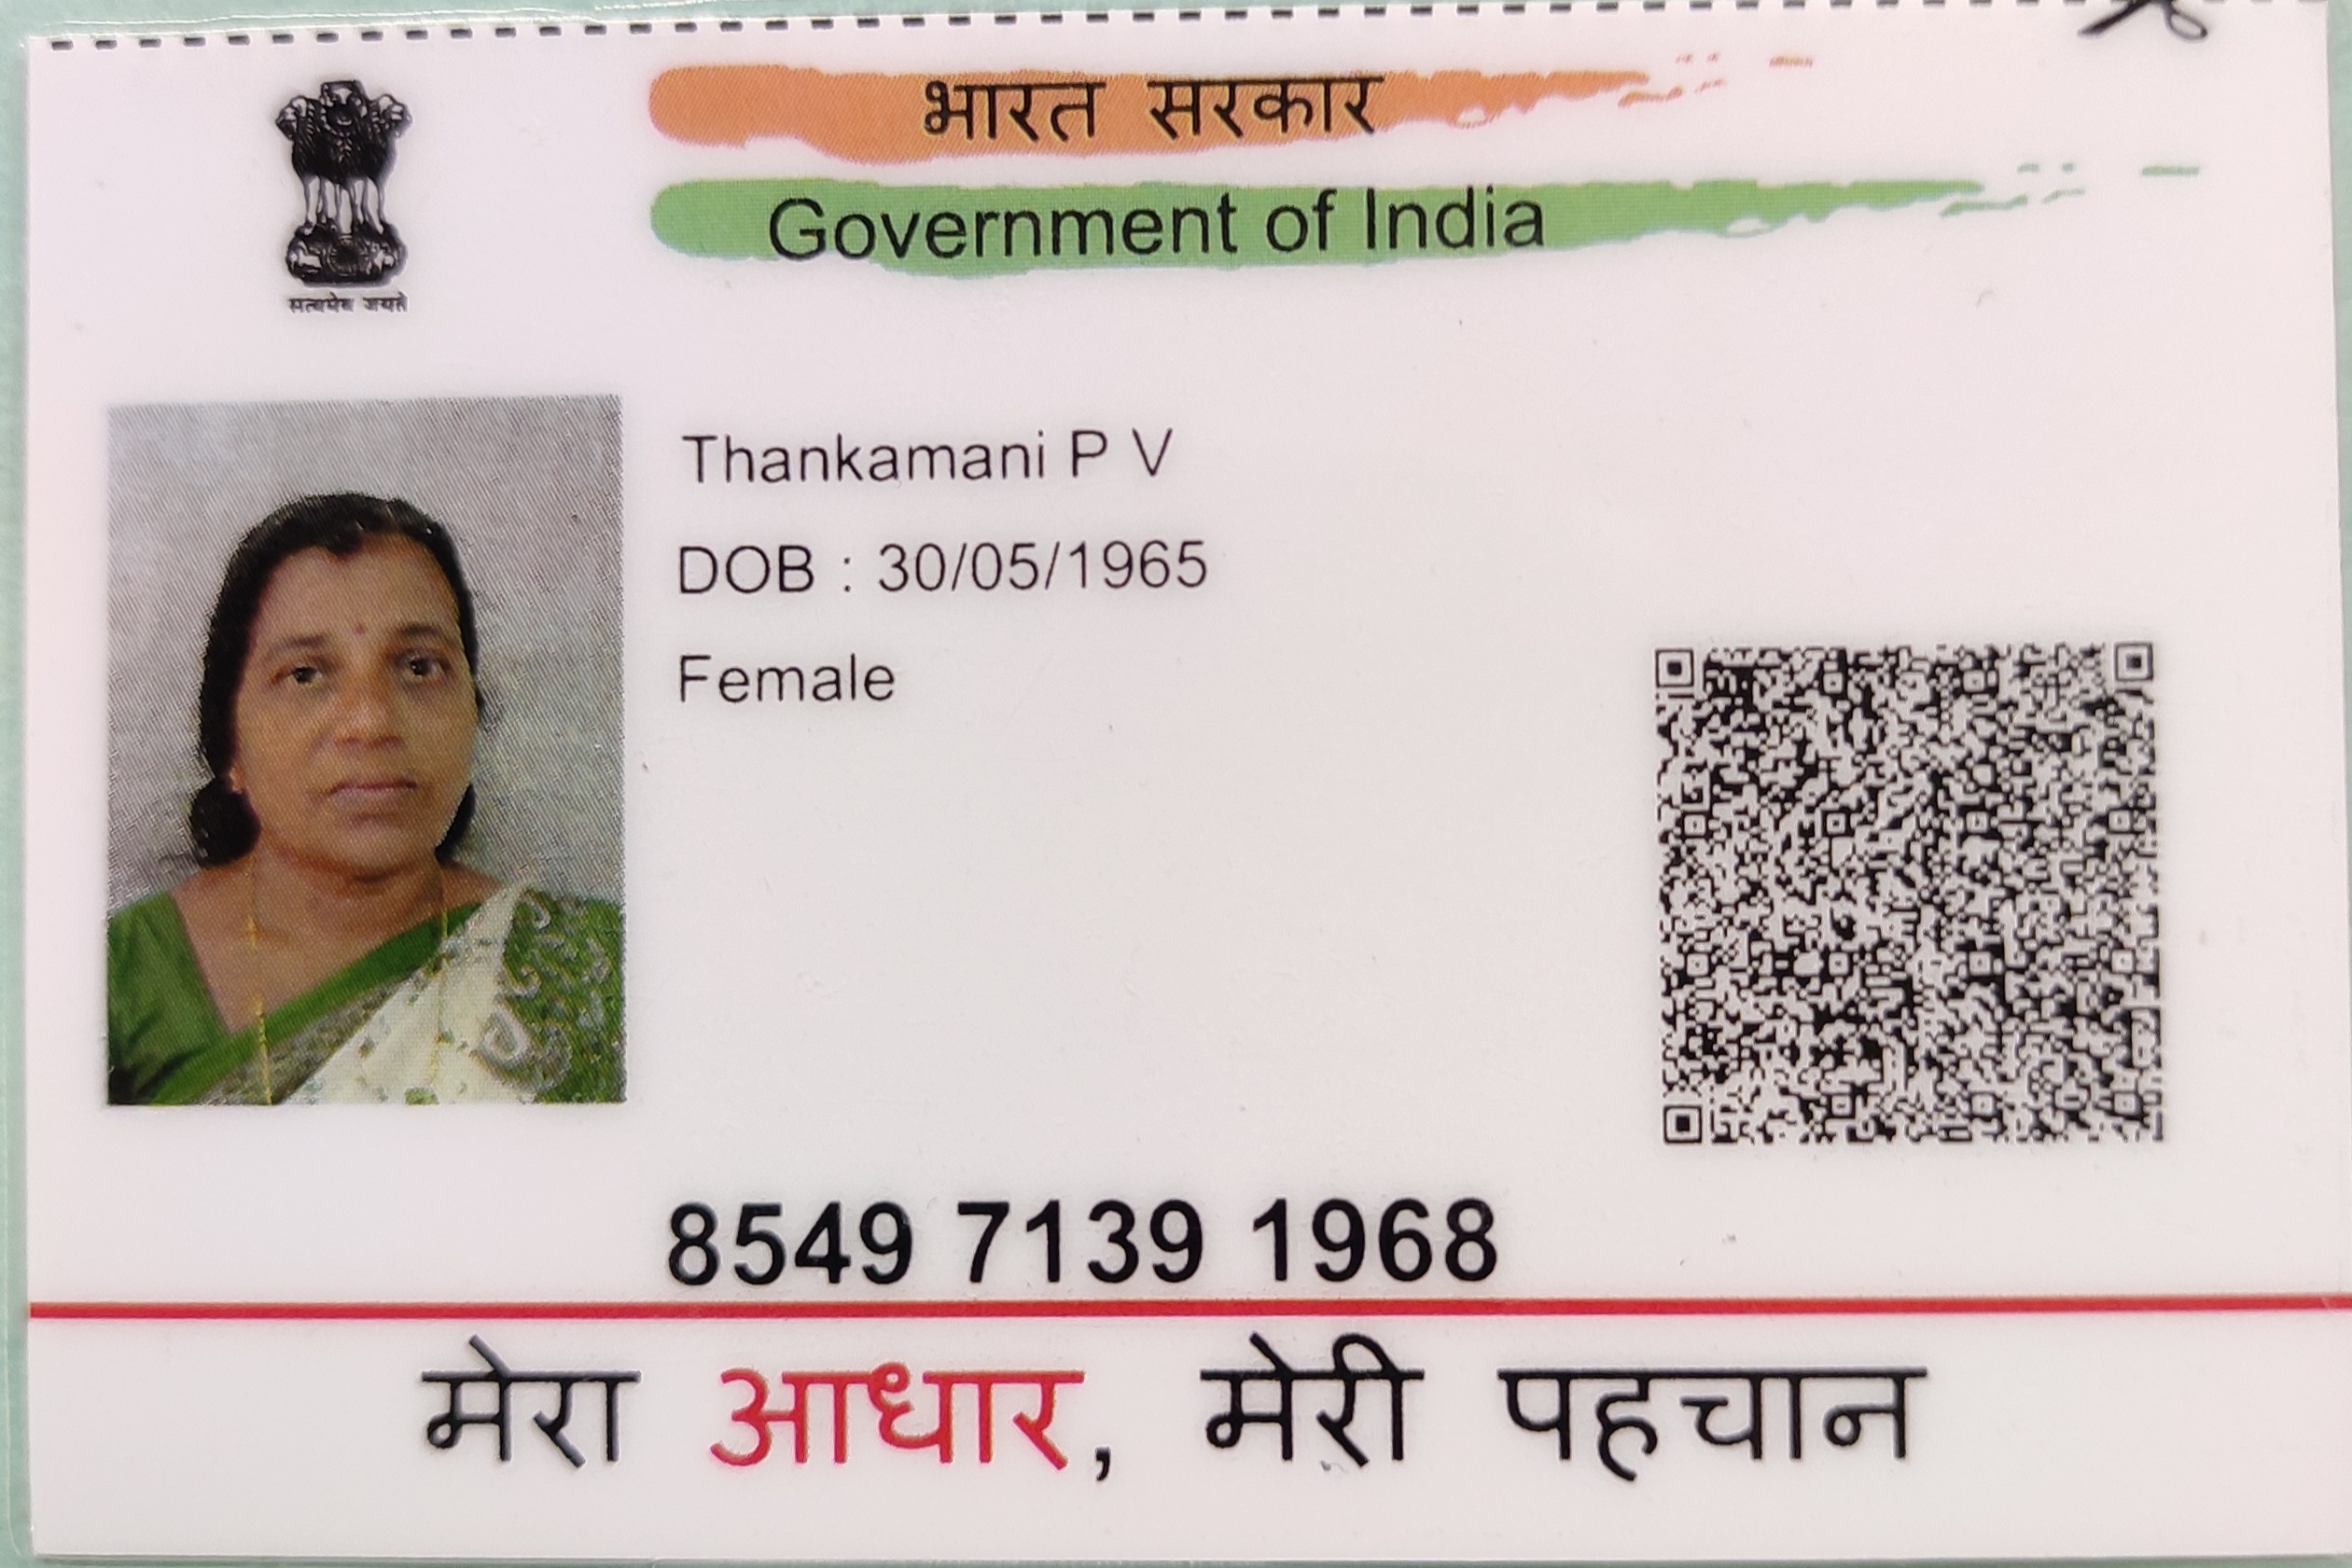 भारत सरकार
Government of India
सत्यमेव जयते
Thankamani P V
DOB : 30/05/1965
Female
8549 7139 1968
मेरा आधार, मेरी पहचान